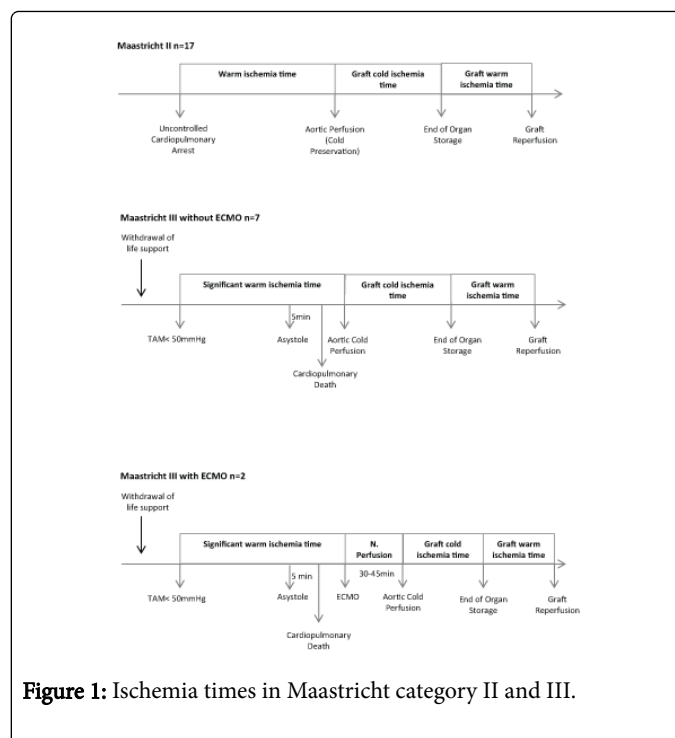 Maastricht II n=17
Warm ischemia time
Graft cold ischemia
time
Graft warm
ischemia time
Uncontrolled
Cardiopulmonary
Arrest
Aortic Perfusion
(Cold
Preservation)
End of Organ
Storage
Graft
Reperfusion
Maastricht III without ECMO n=7
Withdrawal of
life support
Significant warm ischemia time
Graft cold ischemia
time
Graft warm
ischemia time
5min
TAM< 50mmHg
Asystole
Aortic Cold
Perfusion
End of Organ
Storage
Graft
Reperfusion
Cardiopulmonary
Death
Maastricht III with ECMO n=2
Withdrawal of
life support
Significant warm ischemia time
N.
Perfusion
Graft cold
ischemia time
Graft warm
ischemia time
5 min
30-45min
TAM< 50mmHg
Asystole
ECMO
Aortic Cold
Perfusion
End of Organ
Storage
Graft
Reperfusion
Cardiopulmonary
Death
Figure 1: Ischemia times in Maastricht category II and III.